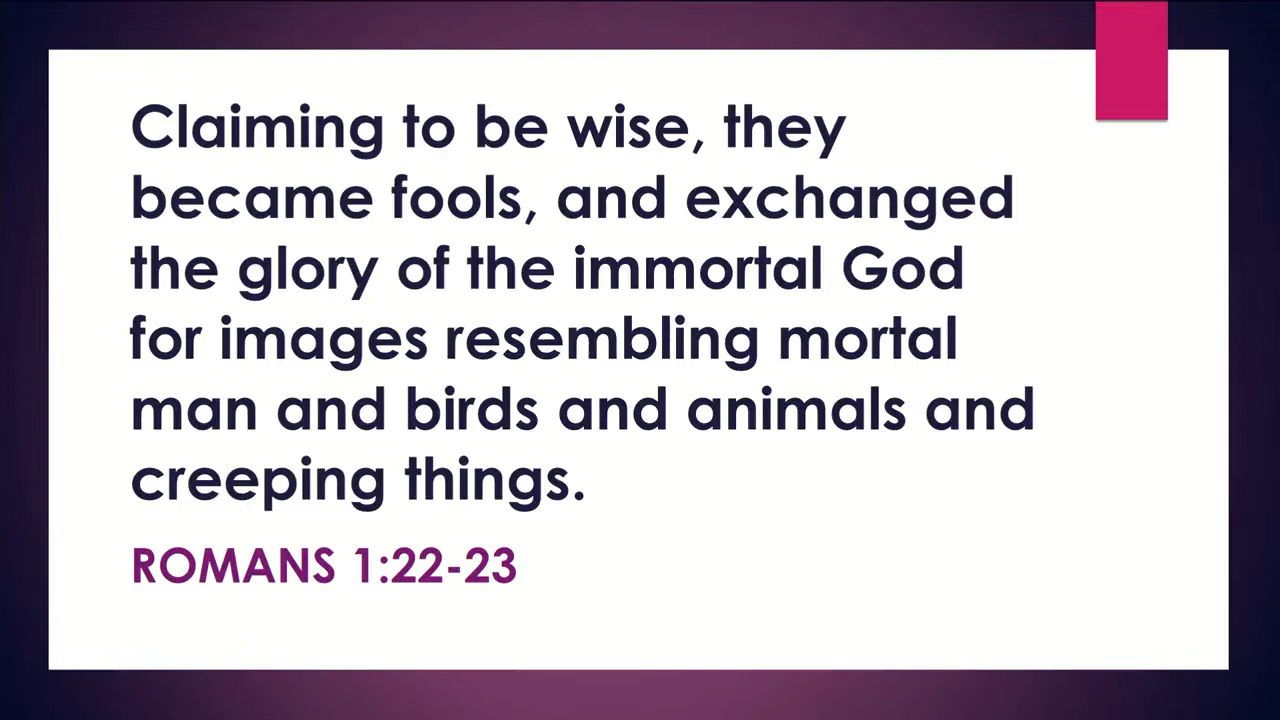 Claiming to be wise, they
became fools, and exchanged
the glory of the immortal God
for images resembling mortal
man and birds and animals and
creeping things.
ROMANS 1:22-23